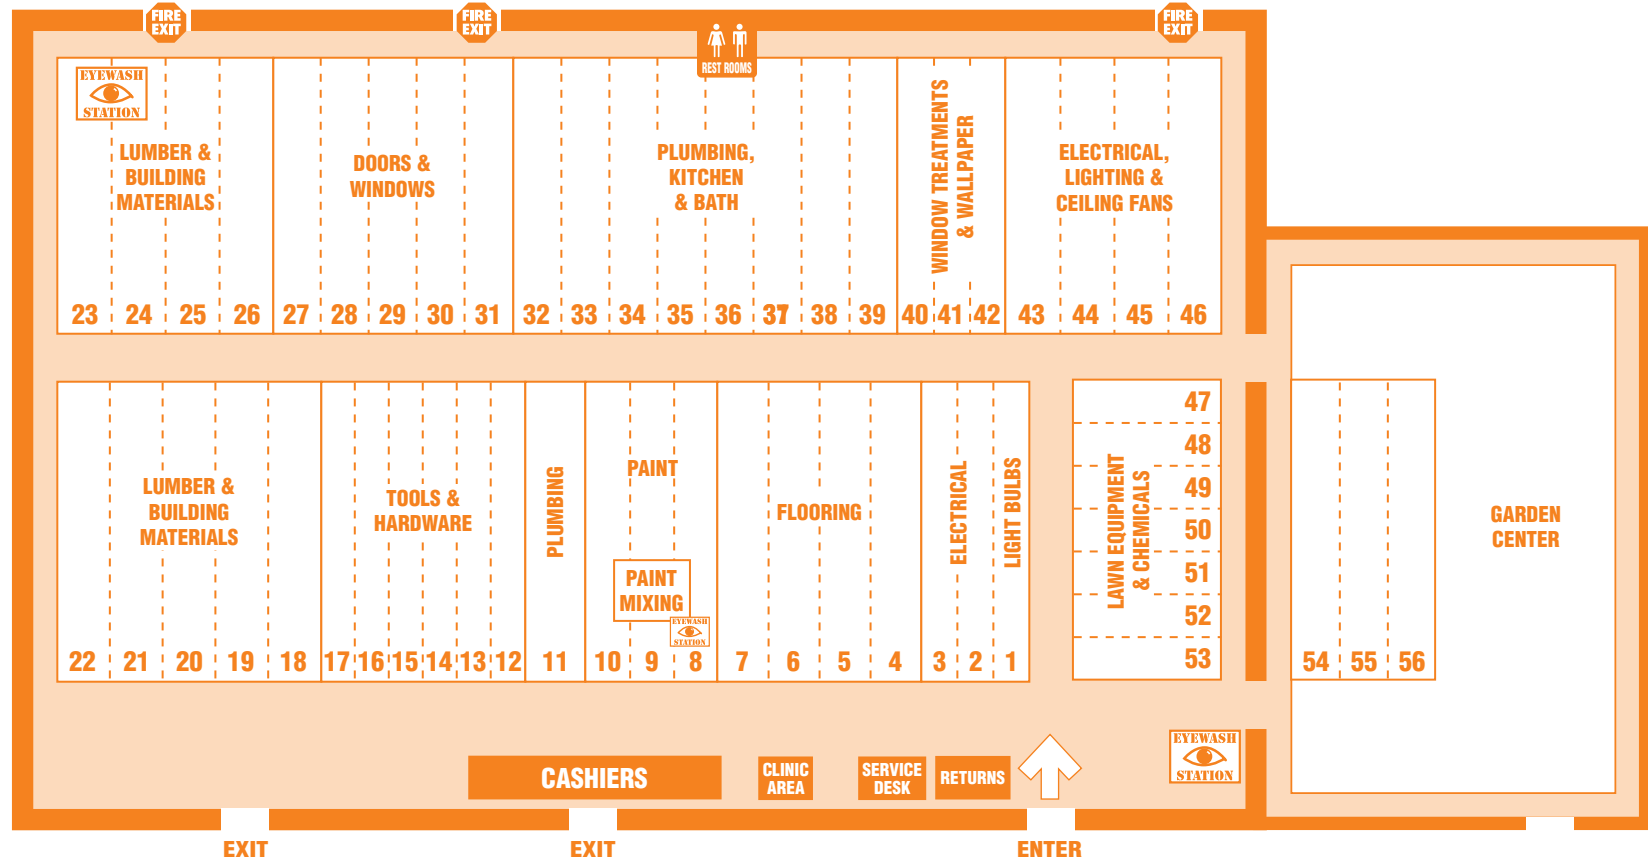 FIRE
EXIT
FIRE
EXIT
FIRE
EXIT
REST ROOMS
EYEWASH
STATION
LUMBER &
BUILDING
MATERIALS
DOORS &
WINDOWS
PLUMBING,
KITCHEN
& BATH
WINDOW TREATMENTS
& WALLPAPER
ELECTRICAL,
LIGHTING &
CEILING FANS
23 24 25 26 27 28 29 30 31 32 33 34 35 36 37 38 39 40 41 42 43 44 45 46
LUMBER &
BUILDING
MATERIALS
TOOLS &
HARDWARE
PLUMBING
PAINT
PAINT
MIXING
EYEWASH
STATION
FLOORING
ELECTRICAL
LIGHT BULBS
22 21 20 19 18 17 16 15 14 13 12 11 10 9 8 7 6 5 4 3 2 1
LAWN EQUIPMENT
& CHEMICALS
47
48
49
50
51
52
53
54 55 56
GARDEN
CENTER
EYEWASH
STATION
CASHIERS
CLINIC
AREA
SERVICE
DESK
RETURNS
EXIT
EXIT
ENTER